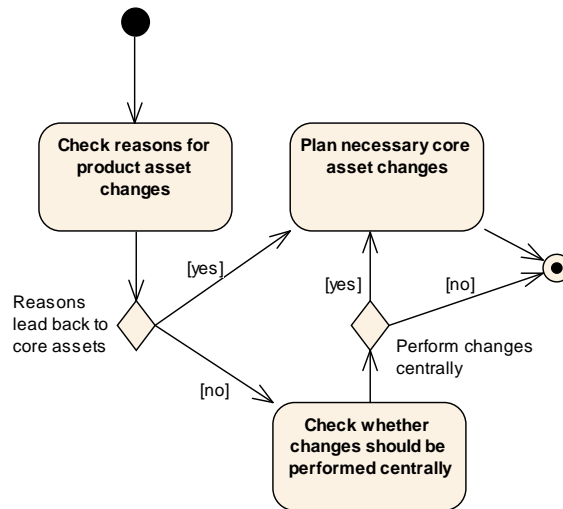 Check reasons for
product asset
changes
Plan necessary core
asset changes
[yes]
[yes]
[no]
Reasons
lead back to
core assets
Perform changes
centrally
[no]
Check whether
changes should be
performed centrally